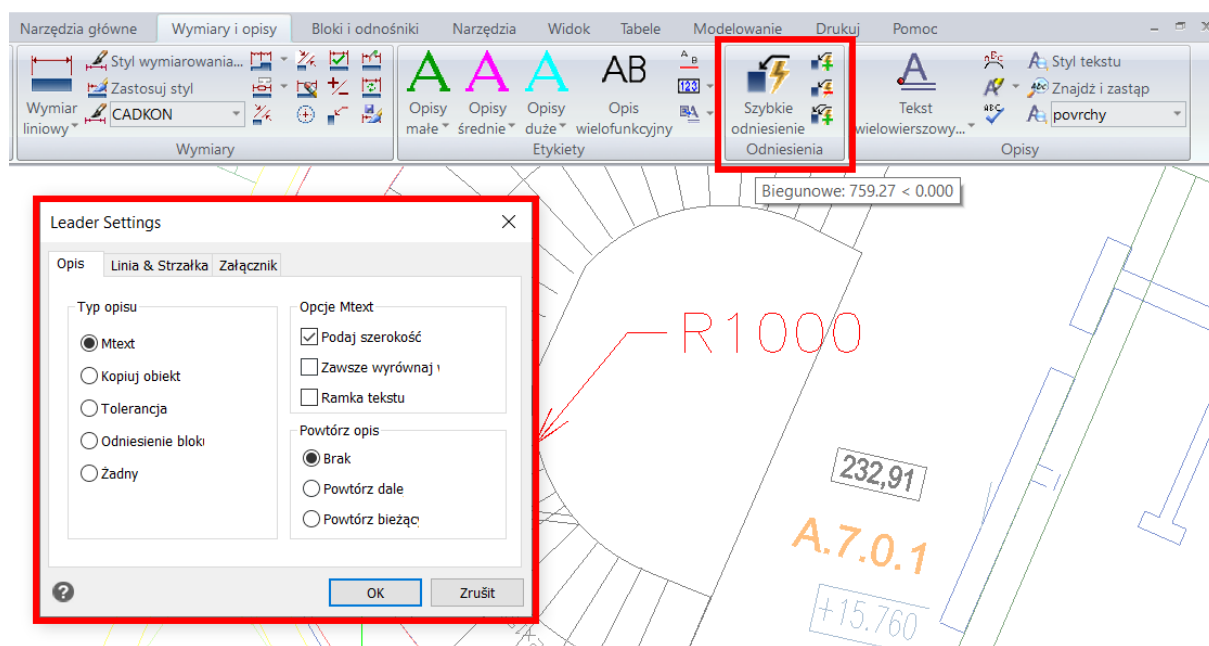 Narzędzia główne Wymiary i opisy Bloki i odnośniki Narzędzia Widok Tabele Modelowanie Drukuj Pomoc
Styl wymiarowania...
Zastosuj styl
CADKON
Wymiar
liniowy
Wymiary
A A A AB
Opisy
małe
Opisy
średnie
Opisy
duże
Opis
wielofunkcyjny
123
Etykiety
Szybkie
odniesienie
Odniesienia
A
Tekst
wielowierszowy...
ABC
Styl tekstu
Znajdź i zastąp
povrchy
Opisy
Biegunowe: 759.27 < 0.000
Leader Settings
Opis Linia & Strzałka Załącznik
Typ opisu
Mtext
Kopiuj obiekt
Tolerancja
Odniesienie bloku
Żadny
Opcje Mtext
Podaj szerokość
Zawsze wyrównaj
Ramka tekstu
Powtórz opis
Brak
Powtórz dale
Powtórz bieżąc
OK Zrušit
R1000
232,91
A.7.0.1
+15.760